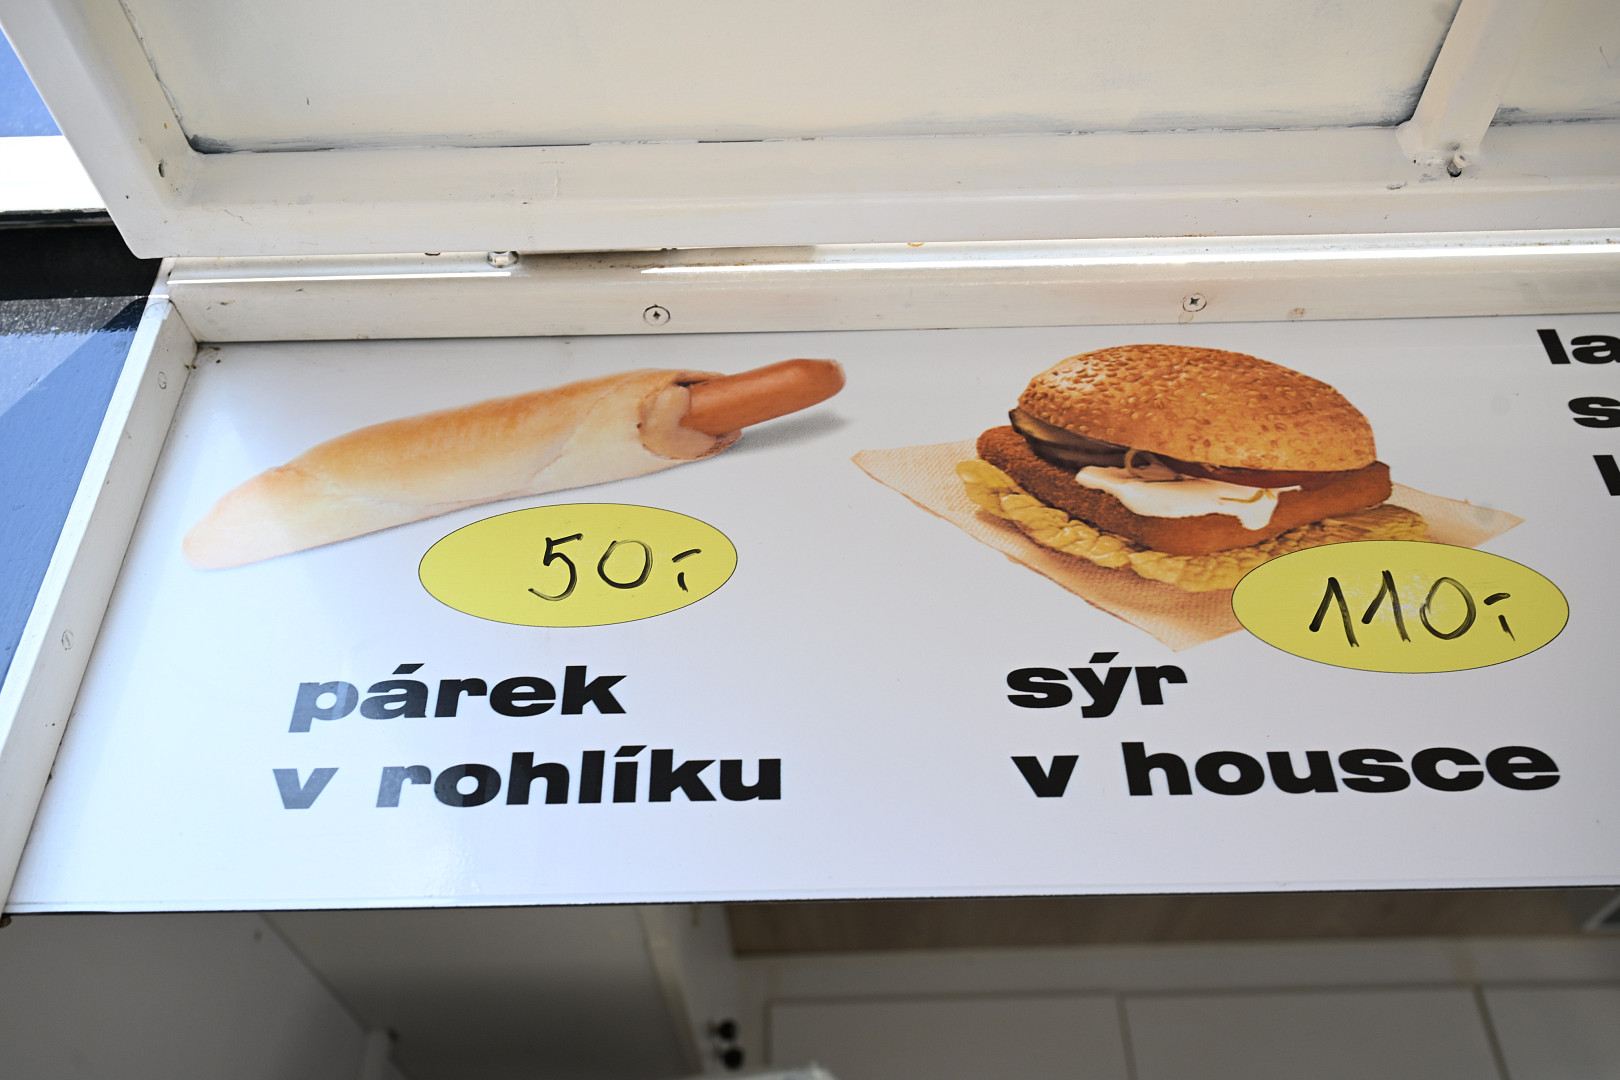 50,-
párek
v rohlíku
110,-
sýr
v housce